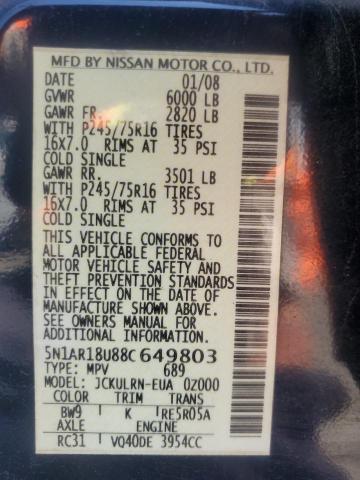 MFD BY NISSAN MOTOR CO., LTD.
DATE 01/08
GVWR 6000 LB
GAWR FR. 2820 LB
WITH P245/75R16 TIRES
16X7.0 RIMS AT 35 PSI
COLD SINGLE
GAWR RR. 3501 LB
WITH P245/75R16 TIRES
16X7.0 RIMS AT 35 PSI
COLD SINGLE
THIS VEHICLE CONFORMS TO
ALL APPLICABLE FEDERAL
MOTOR VEHICLE SAFETY AND
THEFT PREVENTION STANDARDS
IN EFFECT ON THE DATE OF
MANUFACTURE SHOWN ABOVE.
SEE OWNERS MANUAL FOR
ADDITIONAL INFORMATION.
5N1AR18U88C649803
TYPE: MPV 689
MODEL: JCKULRN-EUA 0Z000
COLOR TRIM TRANS
BW9 K RE5R05A
AXLE ENGINE
RC31 VQ40DE 3954CC